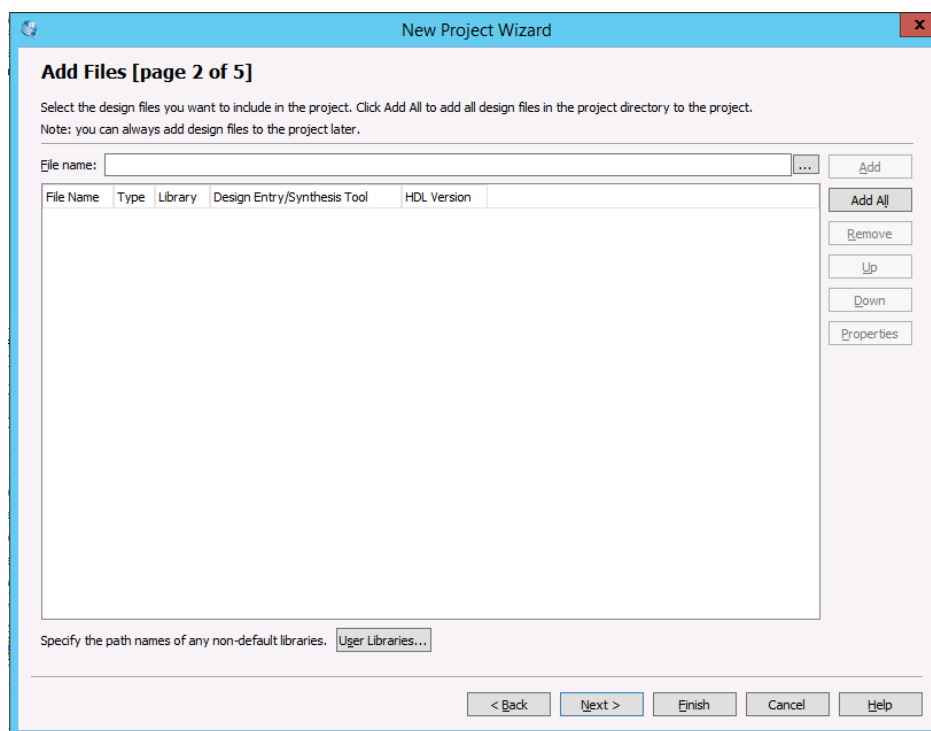 New Project Wizard
x
Add Files [page 2 of 5]
Select the design files you want to include in the project. Click Add All to add all design files in the project directory to the project.
Note: you can always add design files to the project later.
File name:
...
Add
File Name Type Library Design Entry/Synthesis Tool HDL Version
Add All
Remove
Up
Down
Properties
Specify the path names of any non-default libraries. User Libraries...
< Back Next > Finish Cancel Help